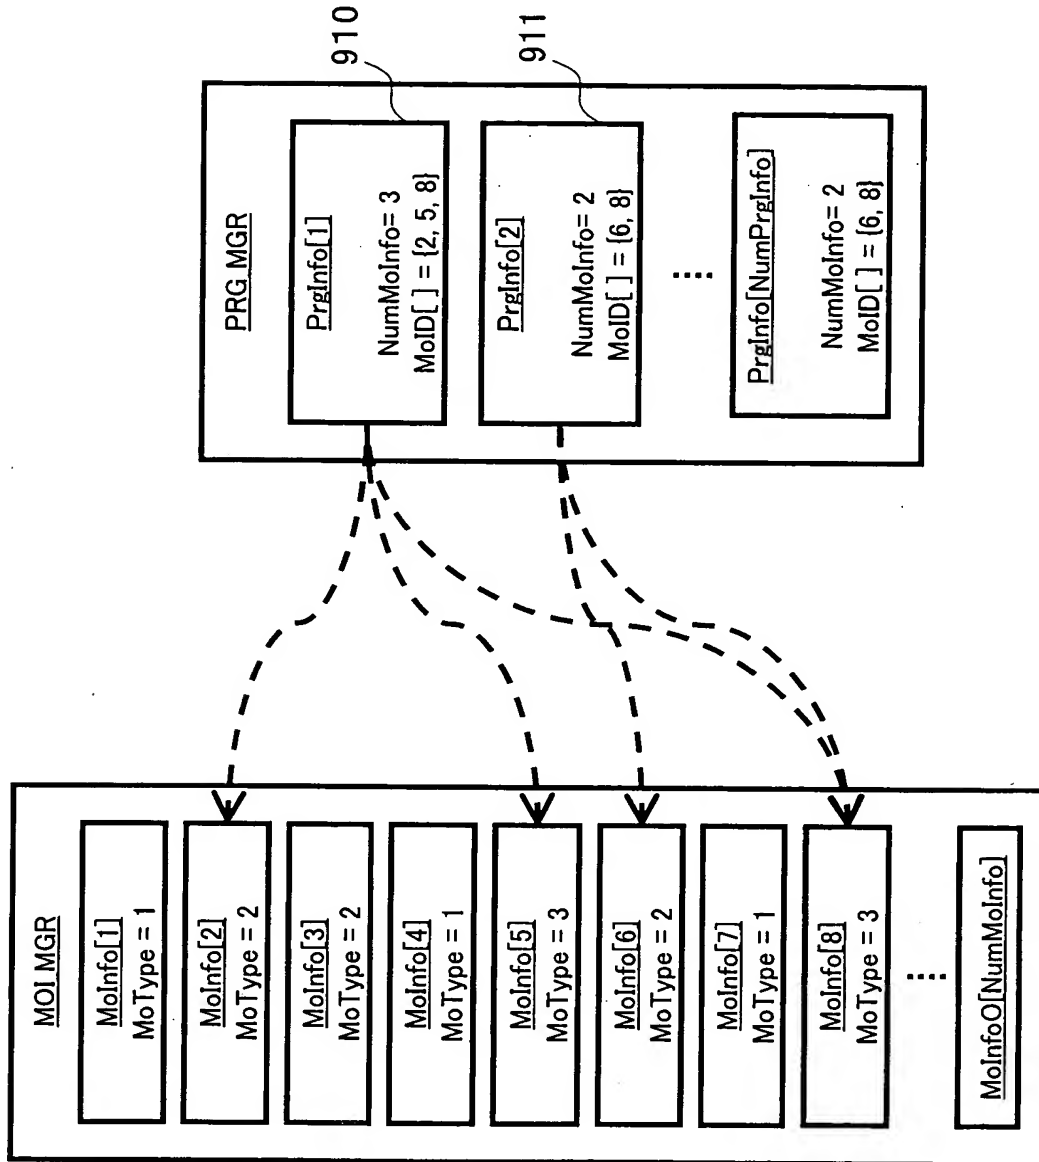 MOI MGR
MoInfo[1]
MoType = 1
MoInfo[2]
MoType = 2
MoInfo[3]
MoType = 2
MoInfo[4]
MoType = 1
MoInfo[5]
MoType = 3
MoInfo[6]
MoType = 2
MoInfo[7]
MoType = 1
MoInfo[8]
MoType = 3
MoInfoO[NumMoInfo]
PRG MGR
PrgInfo[1]
NumMoInfo= 3
MoID[ ] = {2, 5, 8}
910
PrgInfo[2]
NumMoInfo= 2
MoID[ ] = {6, 8}
911
PrgInfo[NumPrgInfo]
NumMoInfo= 2
MoID[ ] = {6, 8}